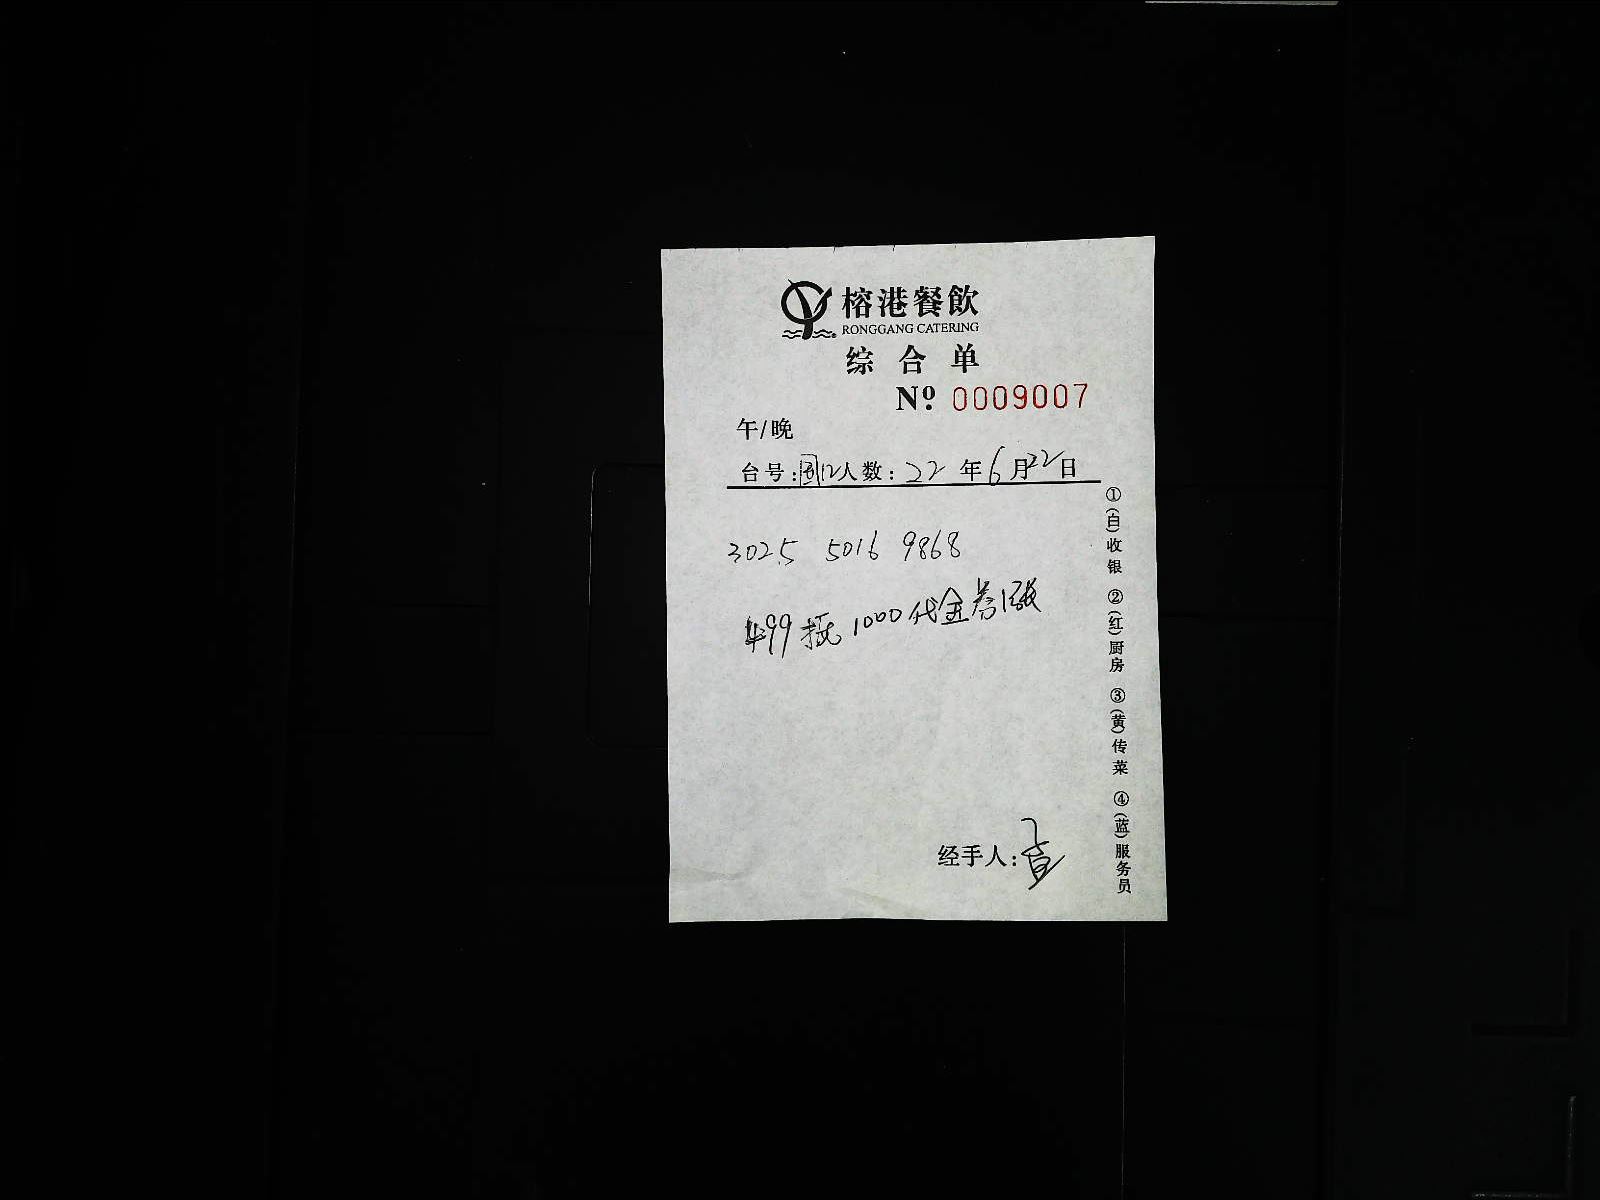 榕港餐飲
RONGGANG CATERING
综合单
Nº 0009007
午/晚
台号: 12人数: 22年6月22日
3025 5016 9868
499抵1000代金券1张
经手人:
①(白)收银 ②(红)厨房 ③(黄)传菜 ④(蓝)服务员